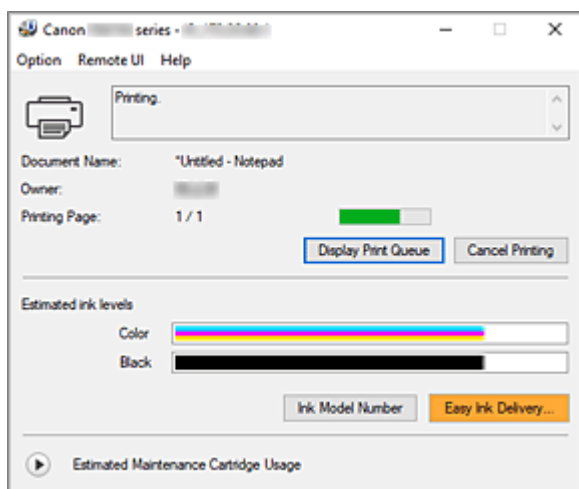 Canon series -
Option Remote UI Help
Printing.
Document Name: "Untitled - Notepad
Owner:
Printing Page: 1 / 1
Display Print Queue Cancel Printing
Estimated ink levels
Color
Black
Ink Model Number Easy Ink Delivery...
Estimated Maintenance Cartridge Usage